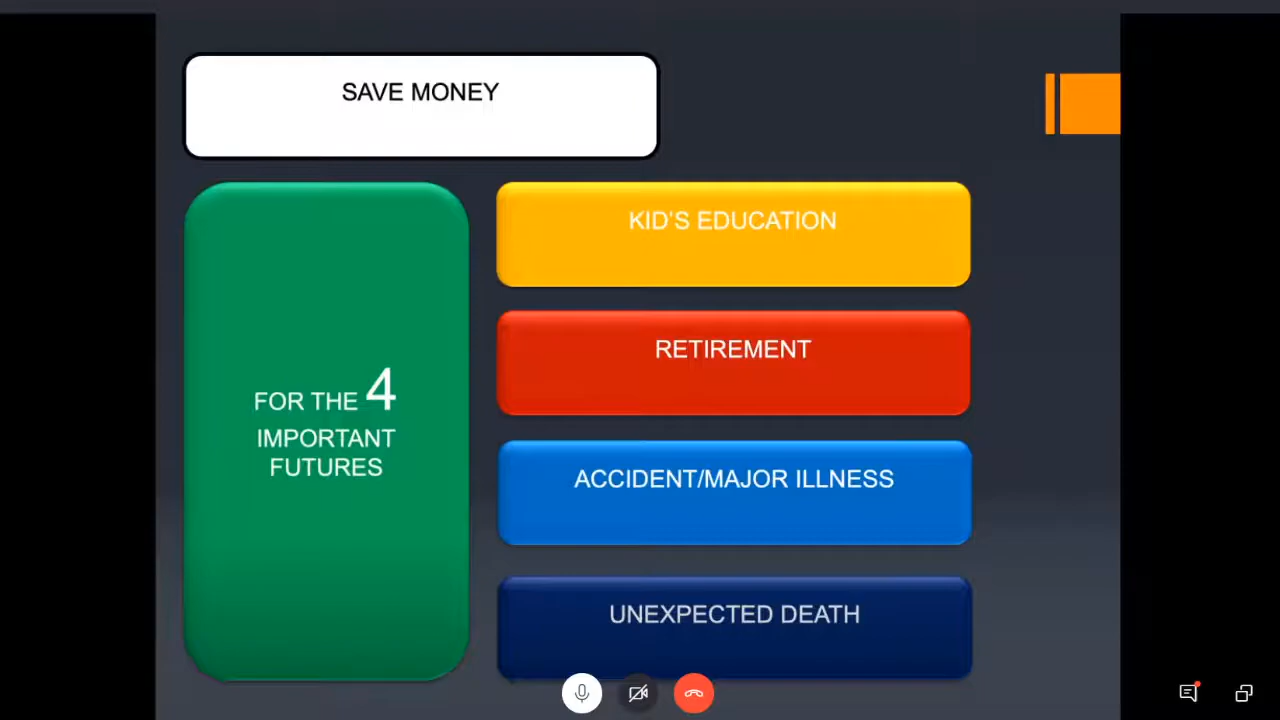 SAVE MONEY
FOR THE 4
IMPORTANT
FUTURES
KID'S EDUCATION
RETIREMENT
ACCIDENT/MAJOR ILLNESS
UNEXPECTED DEATH